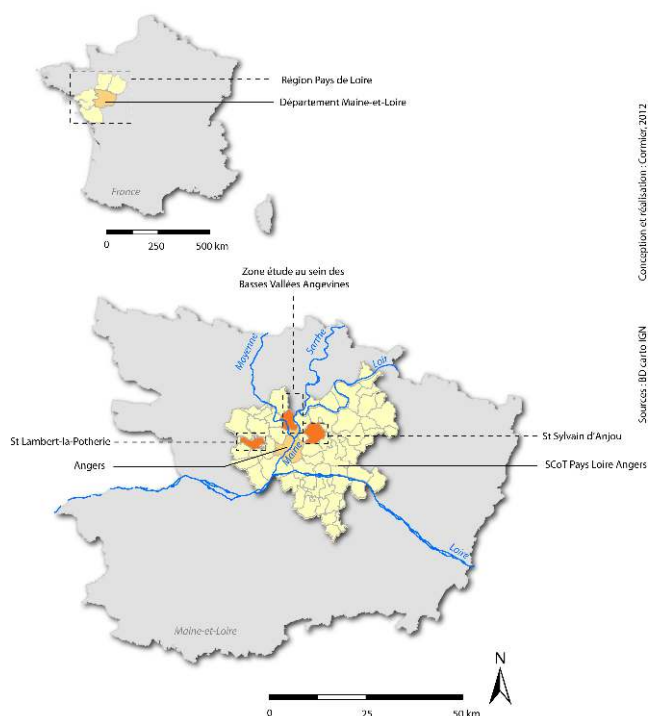 Région Pays de Loire
Département Maine-et-Loire
France
0 250 500 km
Conception et réalisation : Cormier, 2012
Zone étude au sein des
Basses Vallées Angevines
Mayenne
Sarthe
Loir
Sources : BD carto IGN
St Lambert-la-Potherie
St Sylvain d'Anjou
Angers
Maine
SCoT Pays Loire Angers
Loire
Maine-et-Loire
N
0 25 50 km